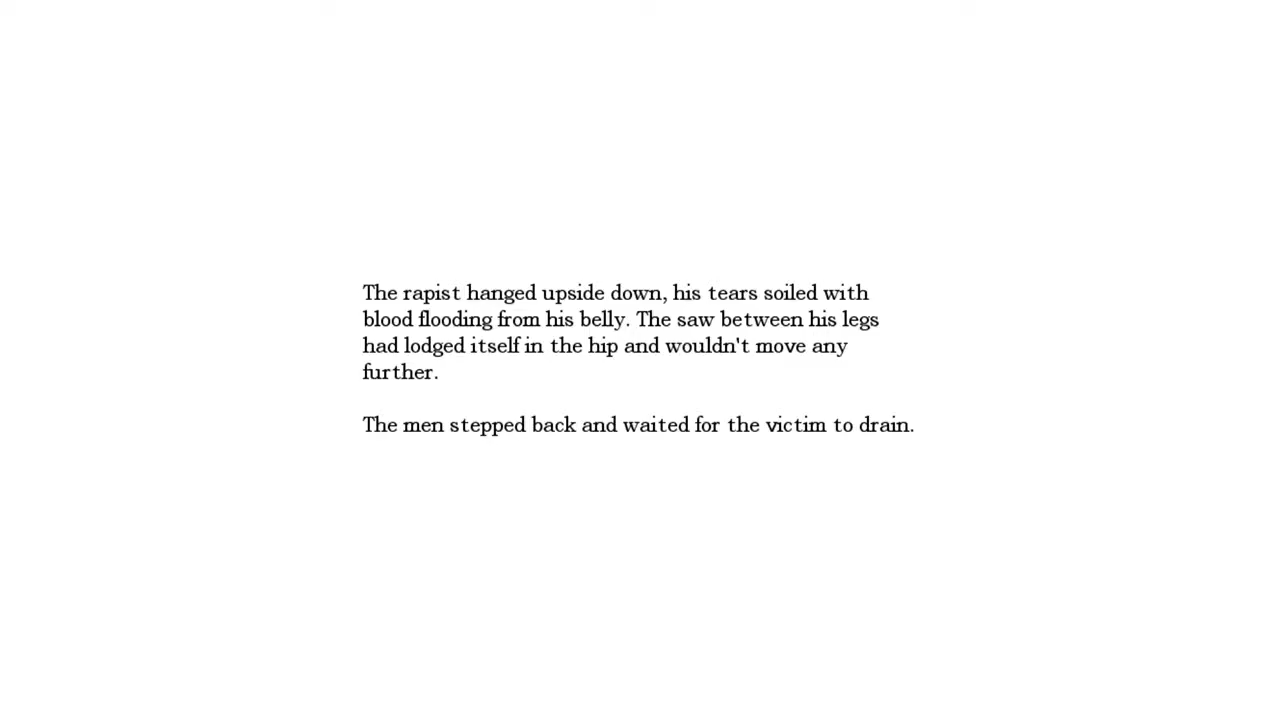 The rapist hanged upside down, his tears soiled with
blood flooding from his belly. The saw between his legs
had lodged itself in the hip and wouldn't move any
further.
The men stepped back and waited for the victim to drain.